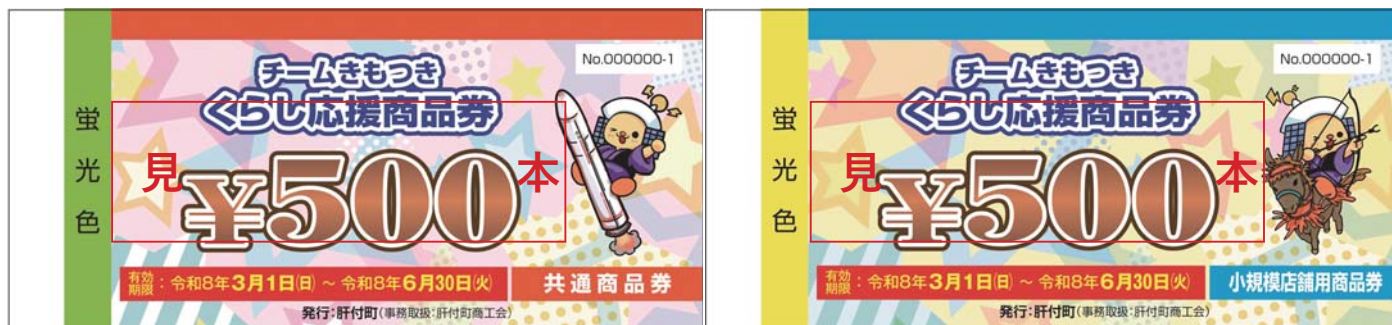 蛍光色
No.000000-1
チームきもつき
くらし応援商品券
見本
¥500
有効期限:令和8年3月1日(日)~令和8年6月30日(火)
共通商品券
発行:肝付町(事務取扱:肝付町商工会)
蛍光色
No.000000-1
チームきもつき
くらし応援商品券
見本
¥500
有効期限:令和8年3月1日(日)~令和8年6月30日(火)
小規模店舗用商品券
発行:肝付町(事務取扱:肝付町商工会)